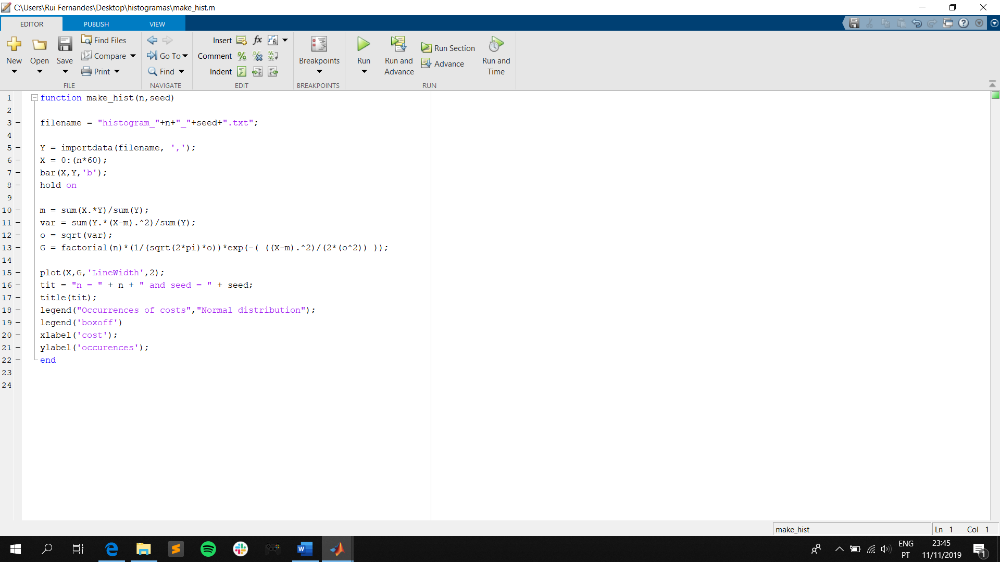 C:\Users\Rui Fernandes\Desktop\histogramas\make_hist.m
EDITOR PUBLISH VIEW
New Open Save Find Files Compare Print
FILE
Go To Find
NAVIGATE
Insert fx
Comment
Indent
EDIT
Breakpoints
BREAKPOINTS
Run Run and Advance Run Section Advance Run and Time
RUN
1 function make_hist(n,seed)
2
3 filename = "histogram_"+n+"_"+seed+".txt";
4
5 Y = importdata(filename, ',');
6 X = 0:(n*60);
7 bar(X,Y,'b');
8 hold on
9
10 m = sum(X.*Y)/sum(Y);
11 var = sum(Y.*(X-m).^2)/sum(Y);
12 o = sqrt(var);
13 G = factorial(n)*(1/(sqrt(2*pi)*o))*exp(-( ((X-m).^2)/(2*(o^2)) ));
14
15 plot(X,G,'LineWidth',2);
16 tit = "n = " + n + " and seed = " + seed;
17 title(tit);
18 legend("Occurrences of costs","Normal distribution");
19 legend('boxoff')
20 xlabel('cost');
21 ylabel('occurences');
22 end
23
24
make_hist Ln 1 Col 1
ENG
PT
23:45
11/11/2019
1